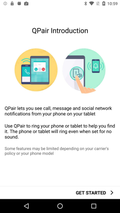 10:59
QPair Introduction
QPair lets you see call, message and social network
notifications from your phone on your tablet
Use QPair to ring your phone or tablet to help you find
it. The phone or tablet will ring even when set for no
sound.
Some features may be limited depending on your carrier's
policy or your phone model.
GET STARTED